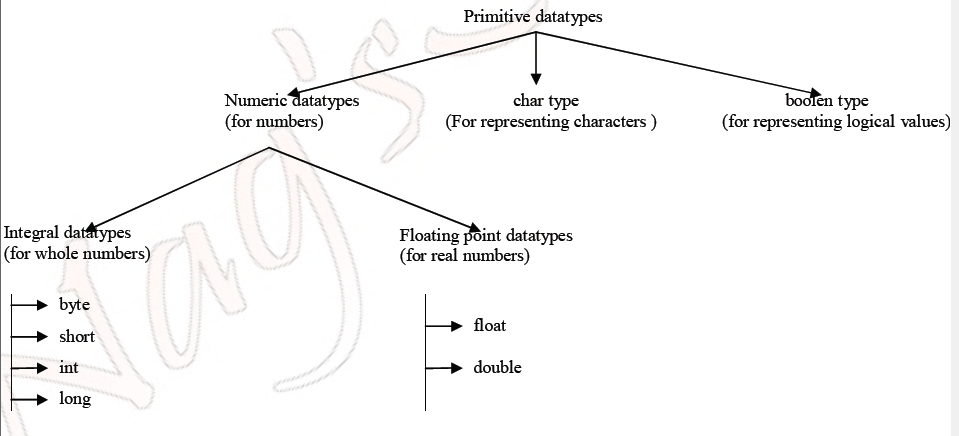 Primitive datatypes
Numeric datatypes
(for numbers)
char type
(For representing characters )
boolen type
(for representing logical values)
Integral datatypes
(for whole numbers)
Floating point datatypes
(for real numbers)
byte
short
int
long
float
double
Nag's